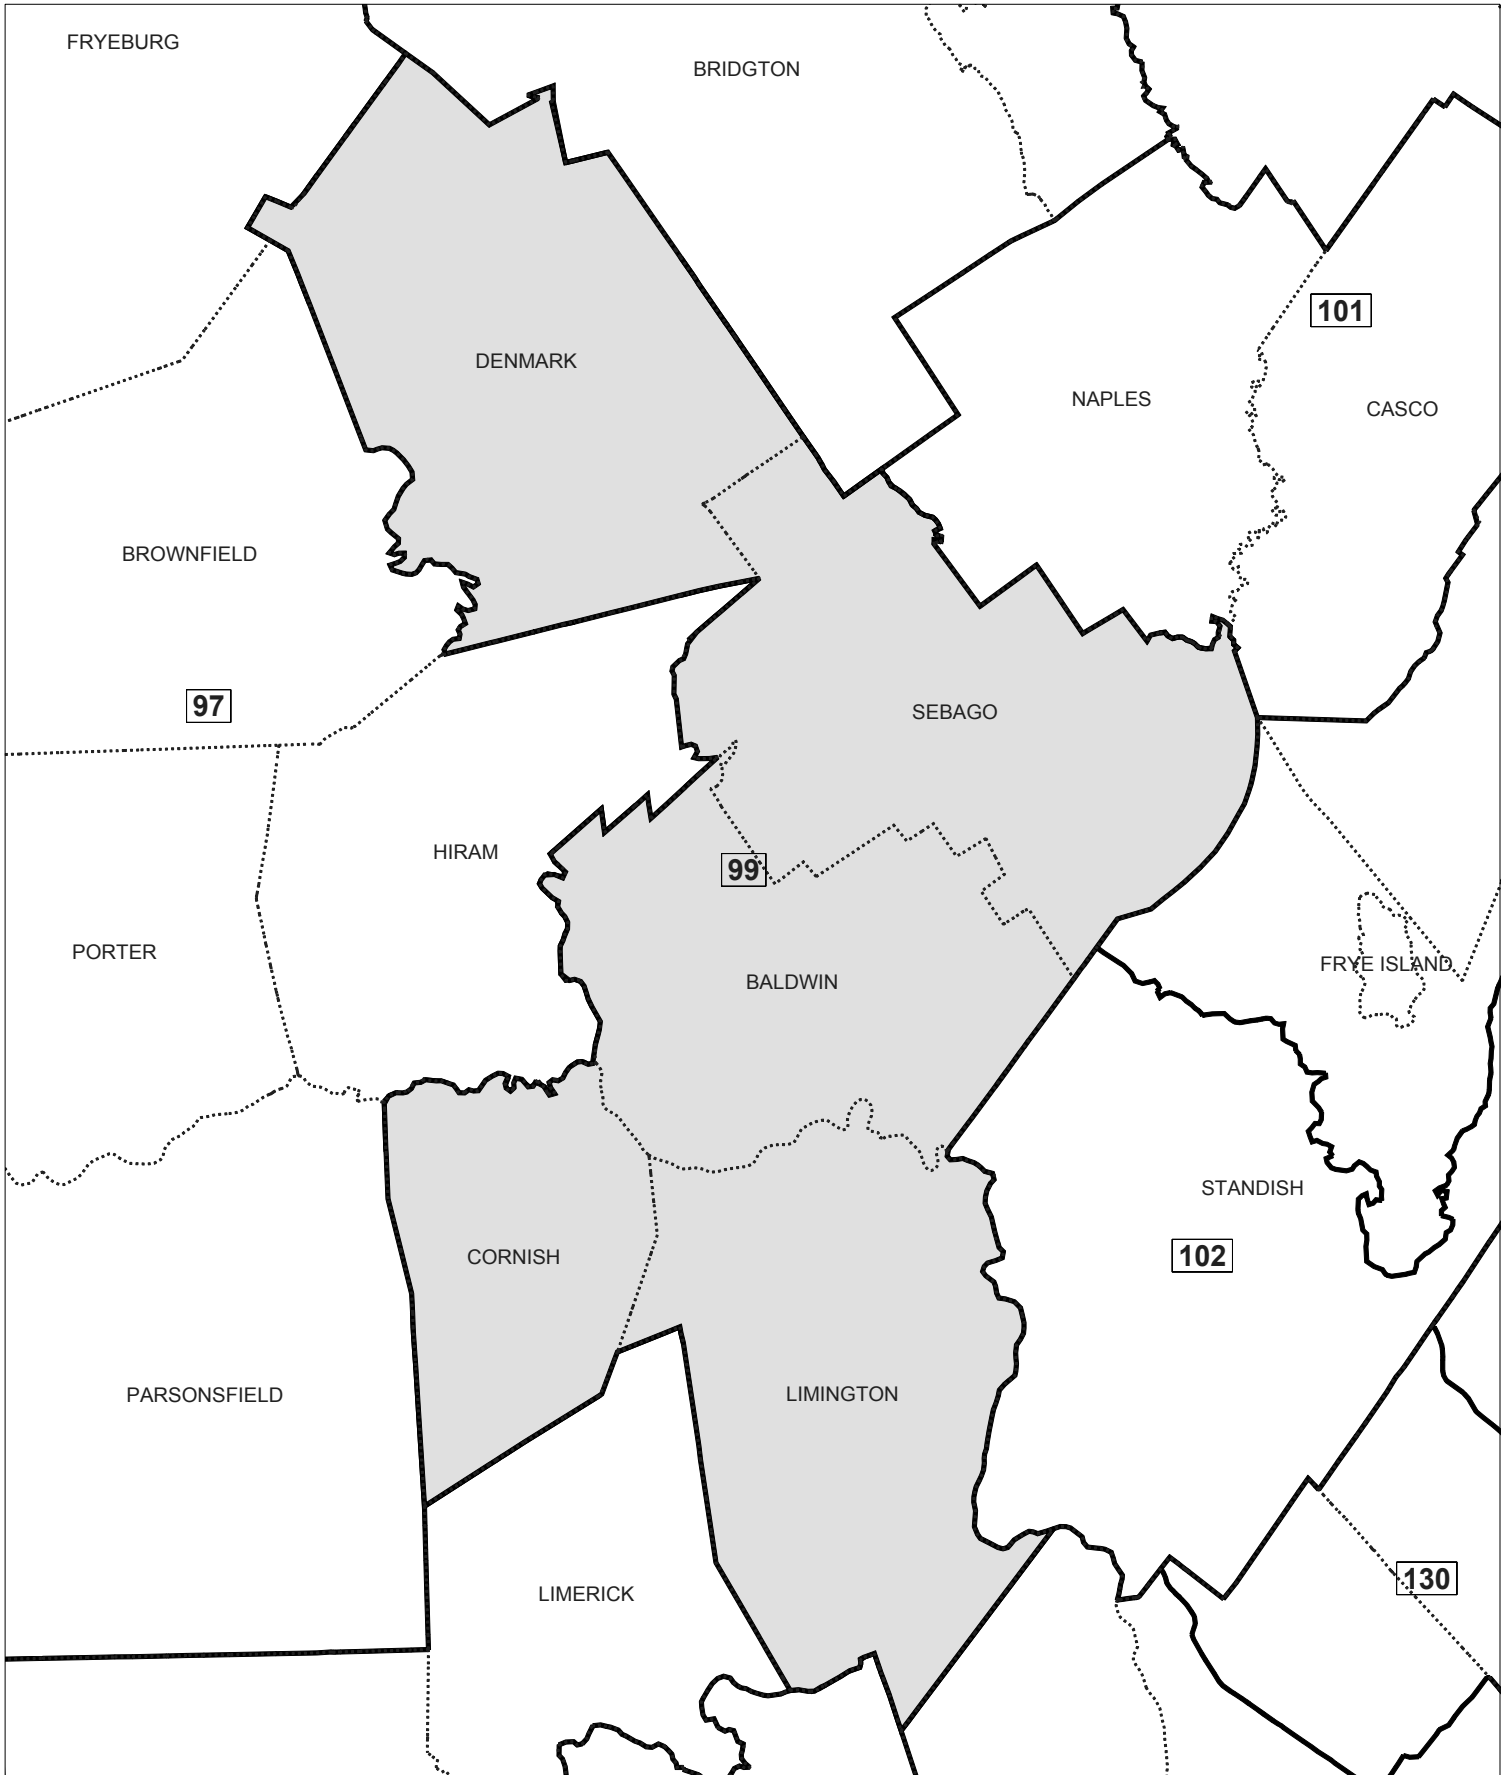 FRYEBURG
BRIDGTON
101
DENMARK
NAPLES
CASCO
BROWNFIELD
97
SEBAGO
HIRAM
99
PORTER
FRYE ISLAND
BALDWIN
STANDISH
CORNISH
102
PARSONSFIELD
LIMINGTON
130
LIMERICK